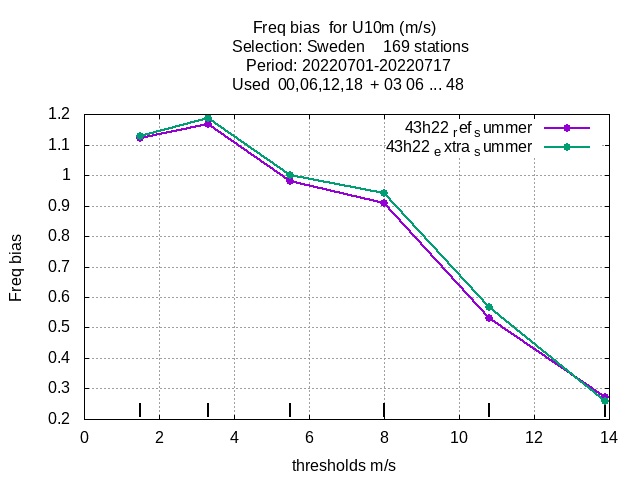 Freq bias for U10m (m/s)
Selection: Sweden 169 stations
Period: 20220701-20220717
Used 00,06,12,18 + 03 06 ... 48
43h22 ref summer
43h22 extra summer
1.2
1.1
1
0.9
0.8
0.7
0.6
0.5
0.4
0.3
0.2
Freq bias
0 2 4 6 8 10 12 14
thresholds m/s